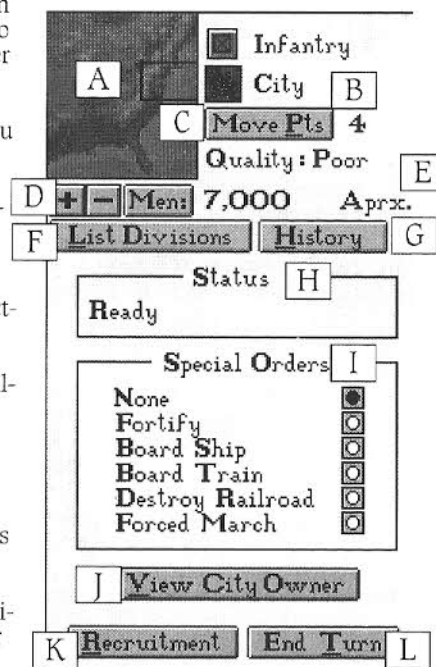 A
Infantry
City
B
C
Move Pts 4
Quality: Poor
E
D
+ - Men: 7,000 Aprx.
F
List Divisions
History
G
Status
H
Ready
Special Orders
I
None
Fortify
Board Ship
Board Train
Destroy Railroad
Forced March
J
View City Owner
K
Recruitment
End Turn
L